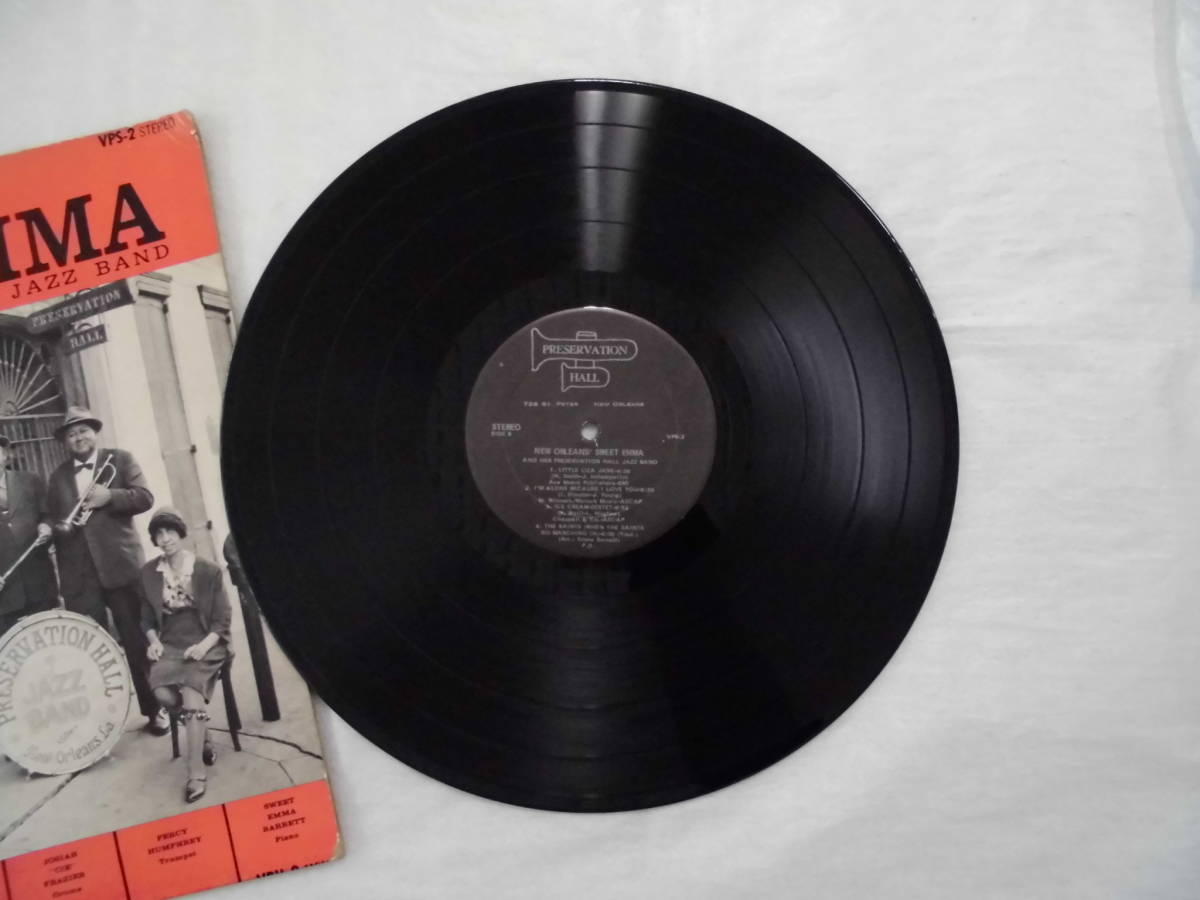 VPS-2 STEREO
MMA
JAZZ BAND
PRESERVATION
HALL
PRESERVATION HALL
JAZZ
BAND
New Orleans La
JOSIAH
"CIE"
FRAZIER
Drums
PERCY
HUMPHREY
Trumpet
SWEET
EMMA
BARRETT
Piano
PRESERVATION
HALL
726 ST. PETER NEW ORLEANS
STEREO
VPS-2
NEW ORLEANS' SWEET EMMA
AND HER PRESERVATION HALL JAZZ BAND
1. LITTLE LIZA JANE
2. I'M ALONE BECAUSE I LOVE YOU
ICE CREAM
4. THE SAINTS (WHEN THE SAINTS
GO MARCHING IN)